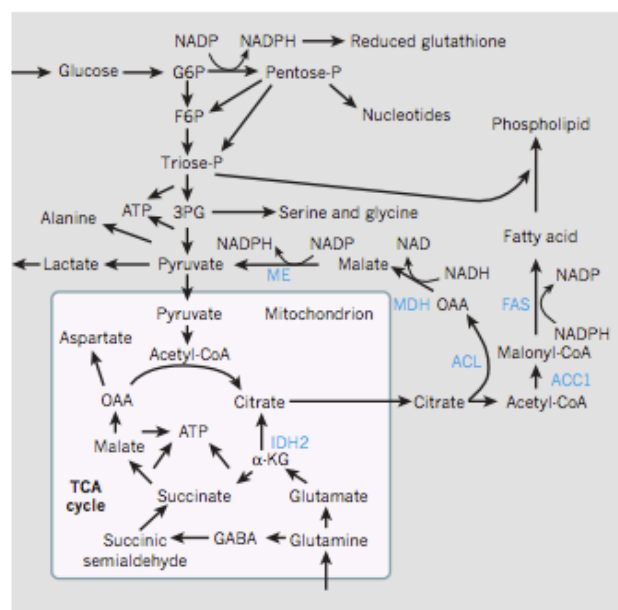 NADP
NADPH
Reduced glutathione
Glucose
G6P
Pentose-P
F6P
Nucleotides
Phospholipid
Triose-P
ATP
3PG
Serine and glycine
Alanine
Fatty acid
NADPH
NADP
NAD
Lactate
Pyruvate
Malate
NADH
NADP
ME
MDH
OAA
FAS
Pyruvate
Mitochondrion
NADPH
Aspartate
Acetyl-CoA
ACL
Malonyl-CoA
ACC1
OAA
Citrate
Citrate
Acetyl-CoA
Malate
ATP
IDH2
α-KG
TCA
cycle
Succinate
Glutamate
Succinic
semialdehyde
GABA
Glutamine